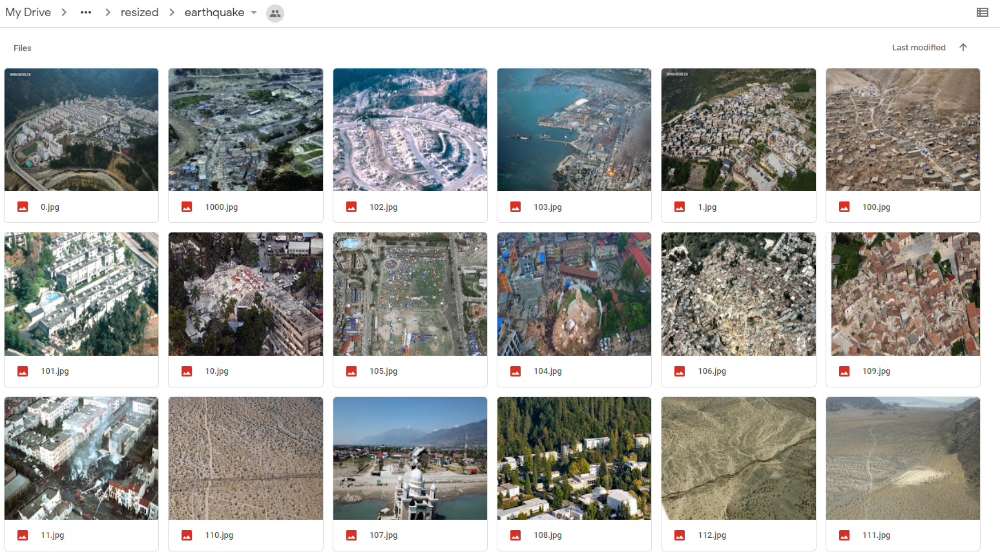 My Drive > ... > resized > earthquake
Files
Last modified
WWW.NEWS.CN
WWW.NEWS.CN
0.jpg
1000.jpg
102.jpg
103.jpg
1.jpg
100.jpg
101.jpg
10.jpg
105.jpg
104.jpg
106.jpg
109.jpg
11.jpg
110.jpg
107.jpg
108.jpg
112.jpg
111.jpg